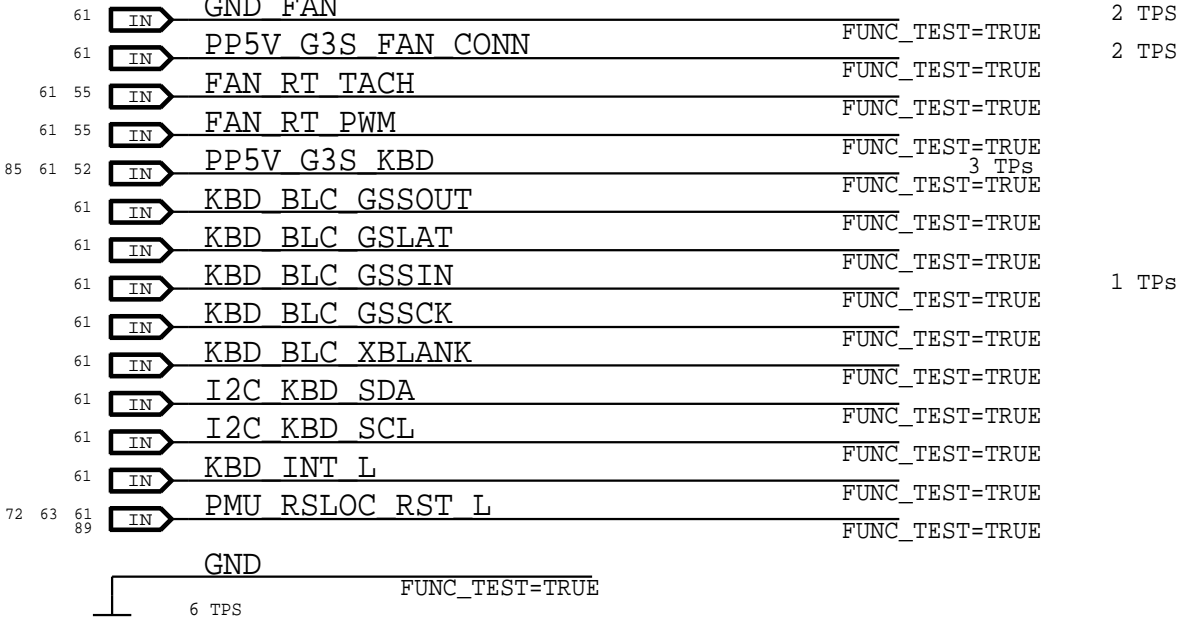 61 IN GND_FAN FUNC_TEST=TRUE 2 TPS
61 IN PP5V_G3S_FAN_CONN FUNC_TEST=TRUE 2 TPS
61 55 IN FAN_RT_TACH FUNC_TEST=TRUE
61 55 IN FAN_RT_PWM FUNC_TEST=TRUE
85 61 52 IN PP5V_G3S_KBD 3 TPs
FUNC_TEST=TRUE
61 IN KBD_BLC_GSSOUT FUNC_TEST=TRUE
61 IN KBD_BLC_GSLAT FUNC_TEST=TRUE
61 IN KBD_BLC_GSSIN FUNC_TEST=TRUE 1 TPs
61 IN KBD_BLC_GSSCK FUNC_TEST=TRUE
61 IN KBD_BLC_XBLANK FUNC_TEST=TRUE
61 IN I2C_KBD_SDA FUNC_TEST=TRUE
61 IN I2C_KBD_SCL FUNC_TEST=TRUE
61 IN KBD_INT_L FUNC_TEST=TRUE
72 63 61 IN PMU_RSLOC_RST_L
89 FUNC_TEST=TRUE
GND
FUNC_TEST=TRUE
6 TPS